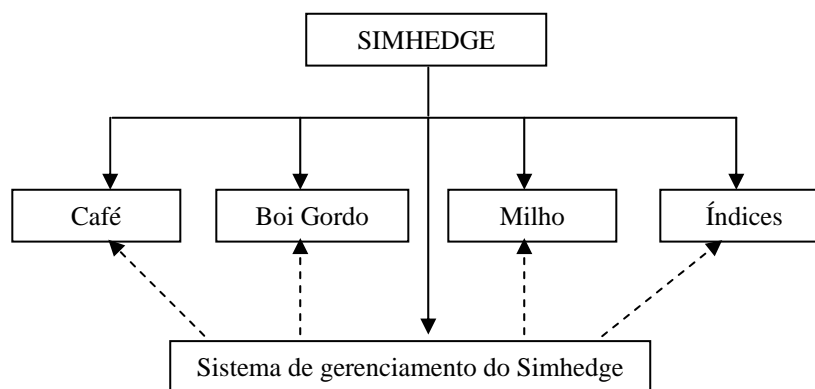 SIMHEDGE
Café
Boi Gordo
Milho
Índices
Sistema de gerenciamento do Simhedge